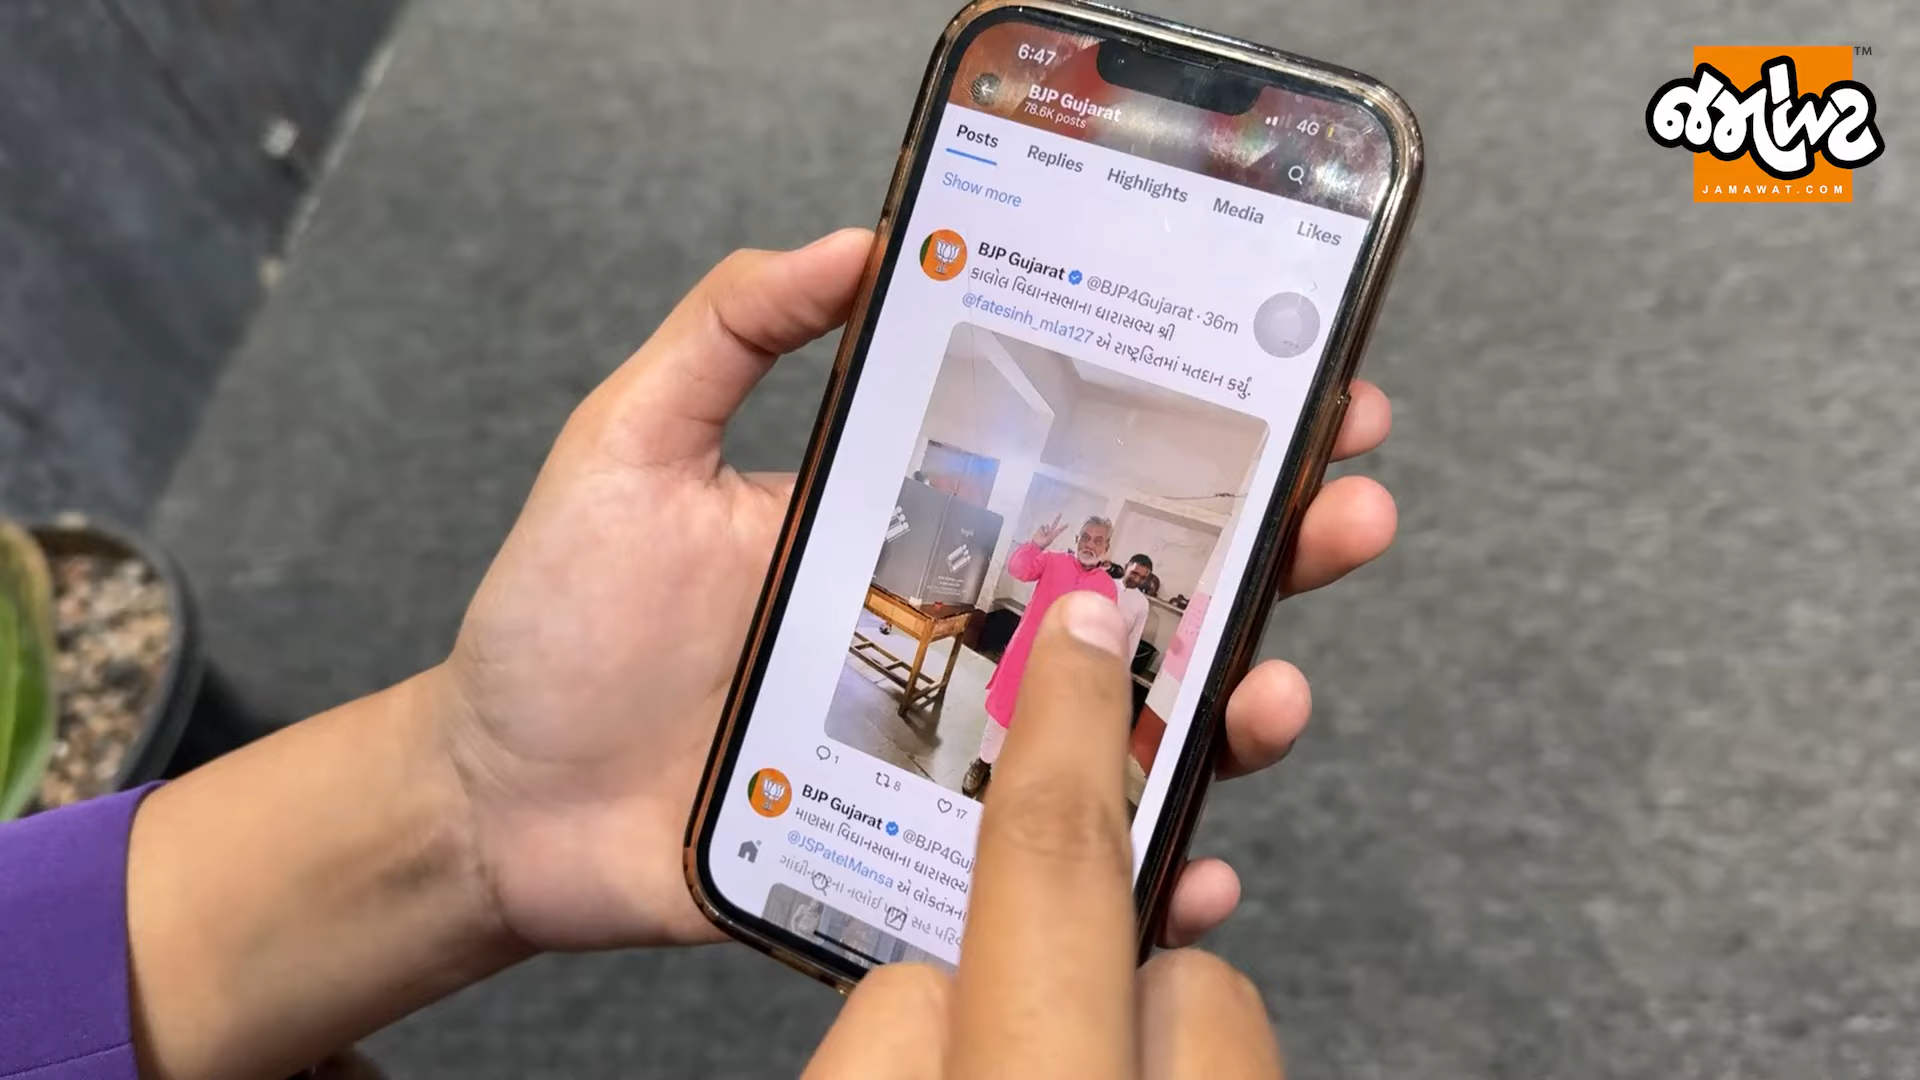 6:47
BJP Gujarat
78.6K posts
4G
Posts Replies Highlights Media Likes
Show more
BJP Gujarat @BJP4Gujarat · 36m
કાલોલ વિધાનસભાના ધારાસભ્ય શ્રી
@fatesinh_mla127 એ રાષ્ટ્રહિતમાં મતદાન કર્યું.
1 8 17
BJP Gujarat @BJP4Guj
માણસા વિધાનસભાના ધારાસભ્ય
@JSPatelMansa એ લોકતંત્રના
જમાવટ
TM
JAMAWAT.COM